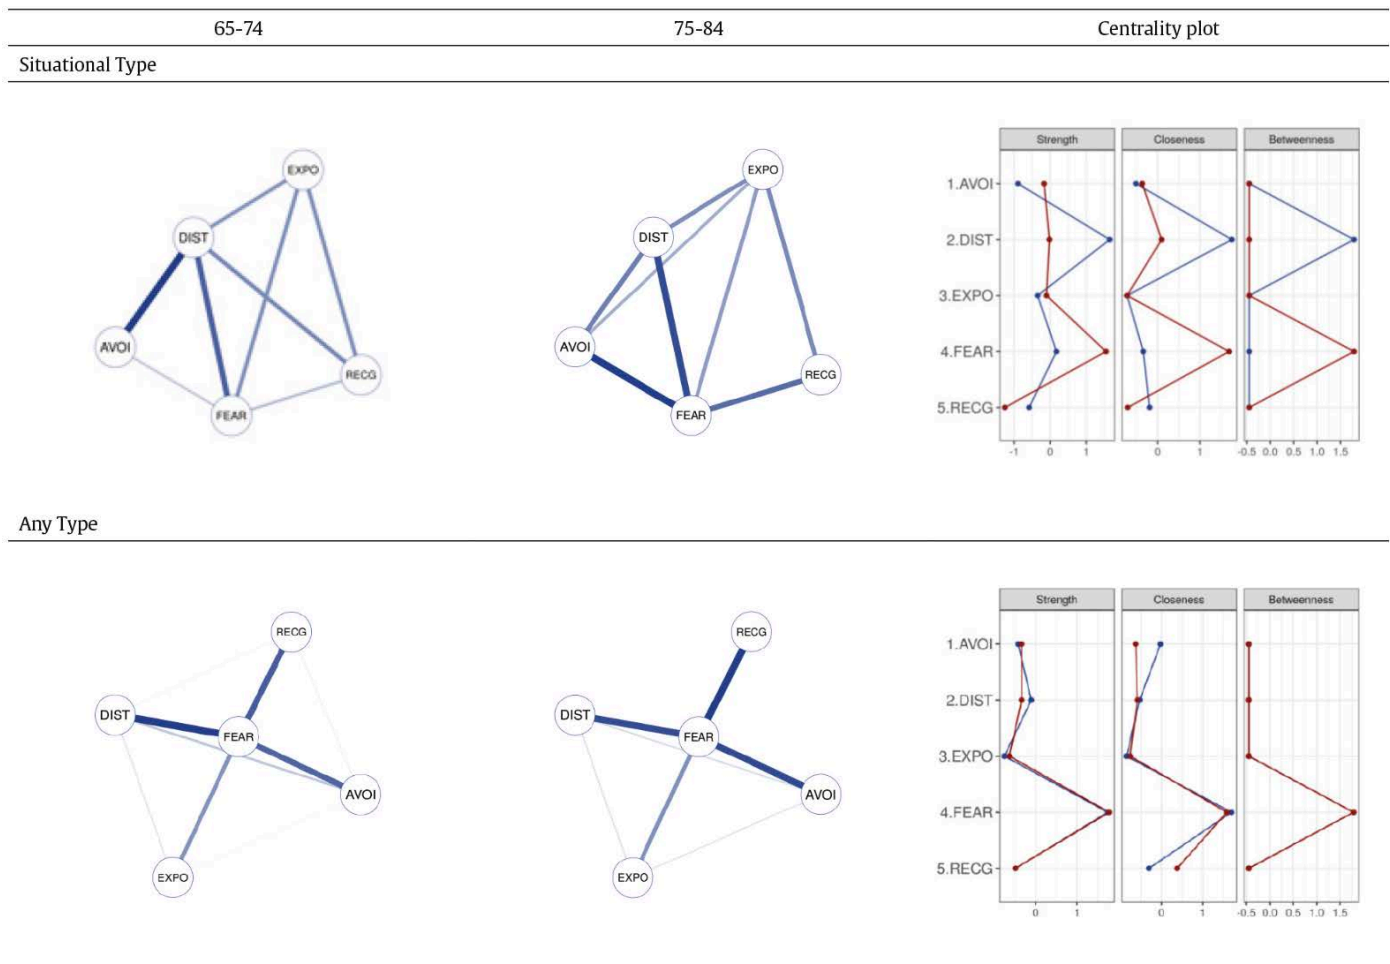 65-74 75-84 Centrality plot
Situational Type
EXPO
DIST
AVOI
RECG
FEAR
EXPO
DIST
AVOI
RECG
FEAR
Strength Closeness Betweenness
1.AVOI
2.DIST
3.EXPO
4.FEAR
5.RECG
-1 0 1 0 1 -0.5 0.0 0.5 1.0 1.5
Any Type
RECG
DIST
FEAR
AVOI
EXPO
RECG
DIST
FEAR
AVOI
EXPO
Strength Closeness Betweenness
1.AVOI
2.DIST
3.EXPO
4.FEAR
5.RECG
0 1 0 1 -0.5 0.0 0.5 1.0 1.5